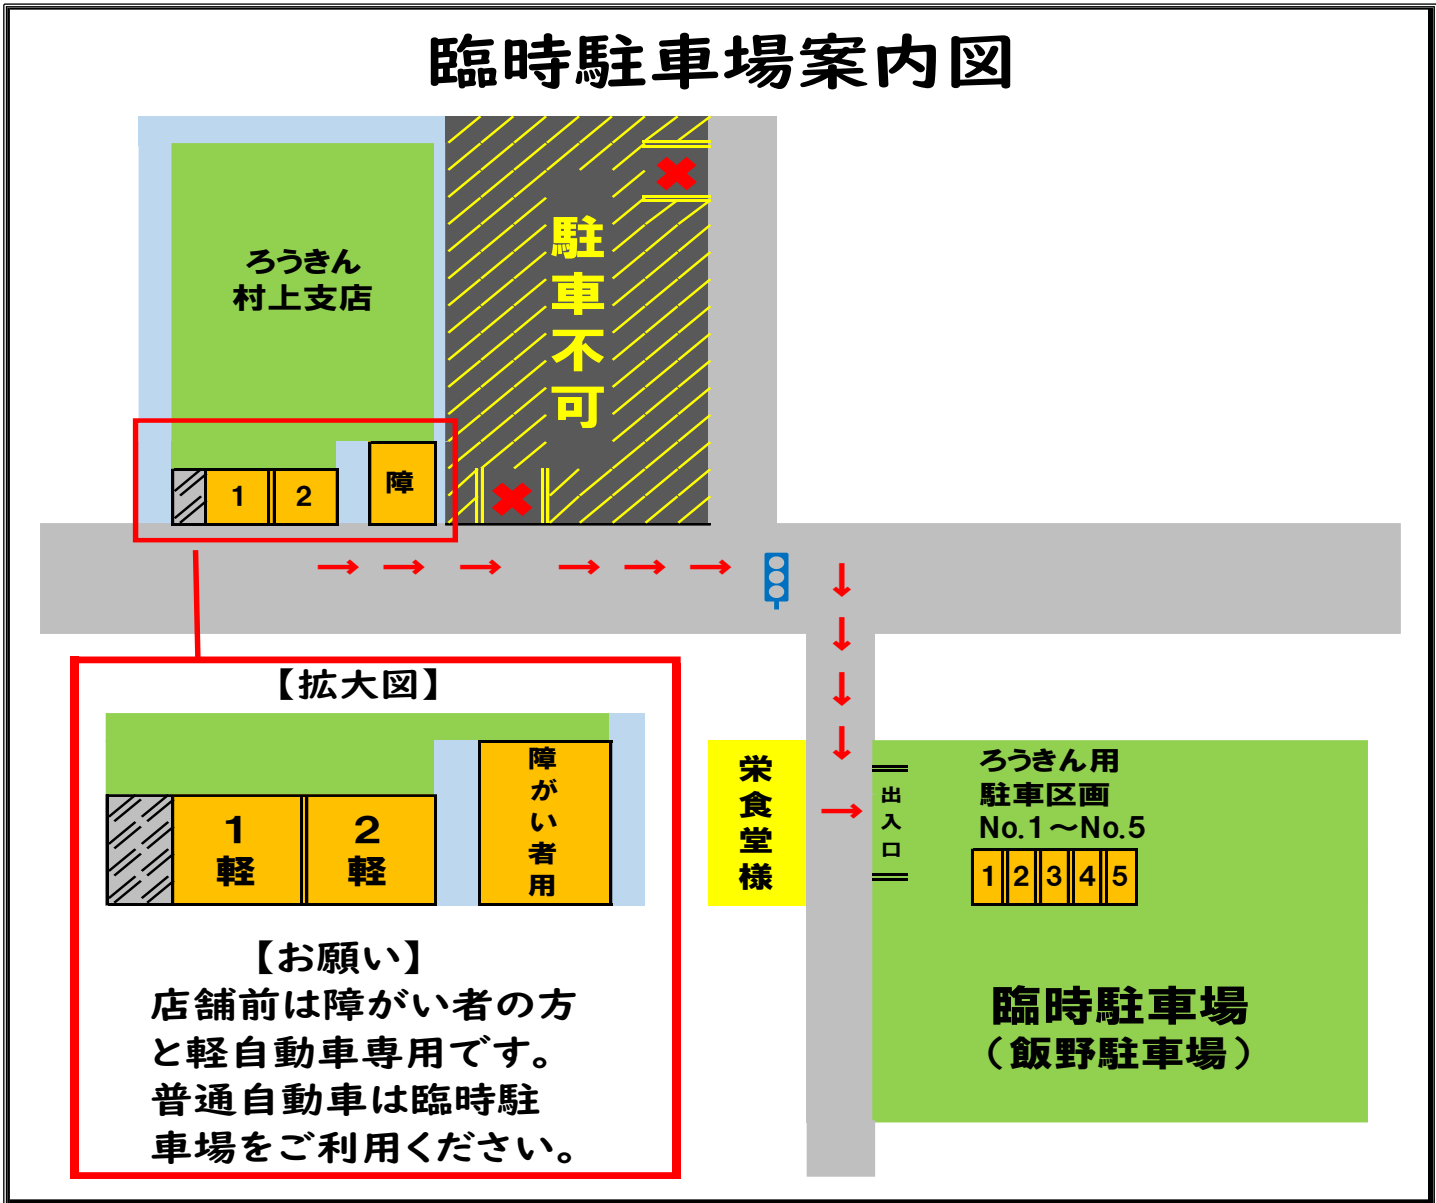 臨時駐車場案内図
ろうきん
村上支店
駐車不可
1
2
障
【拡大図】
1
軽
2
軽
障がい者用
【お願い】
店舗前は障がい者の方
と軽自動車専用です。
普通自動車は臨時駐
車場をご利用ください。
栄食堂様
出入口
ろうきん用
駐車区画
No.1～No.5
1 2 3 4 5
臨時駐車場
（飯野駐車場）